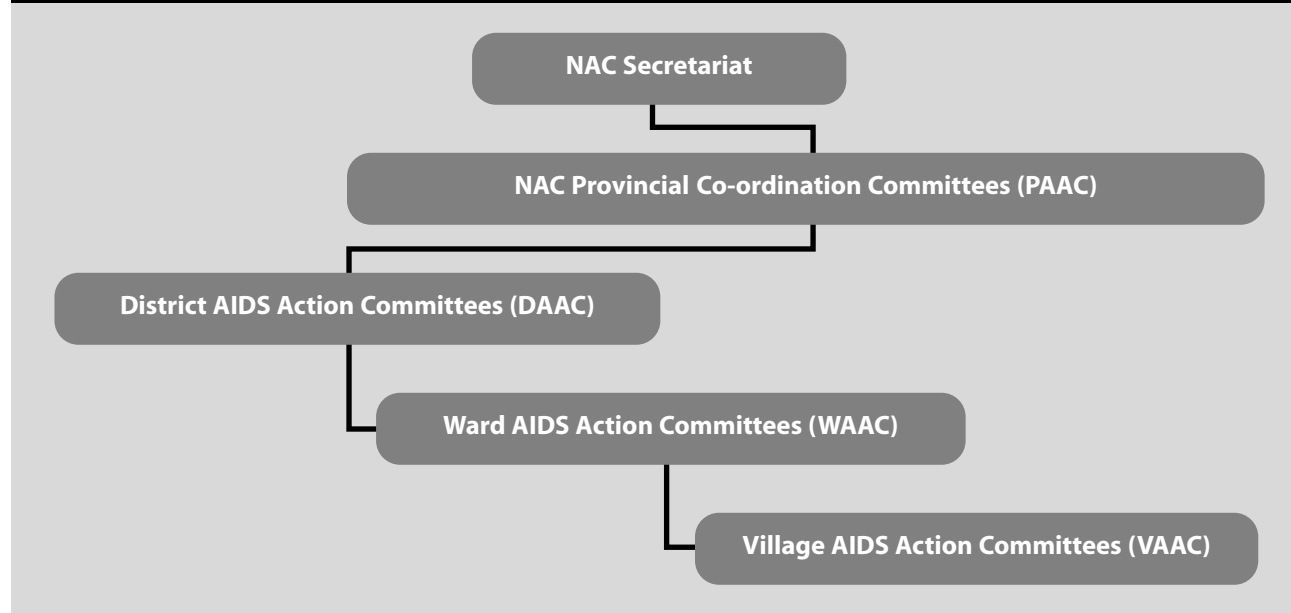 NAC Secretariat
NAC Provincial Co-ordination Committees (PAAC)
District AIDS Action Committees (DAAC)
Ward AIDS Action Committees (WAAC)
Village AIDS Action Committees (VAAC)